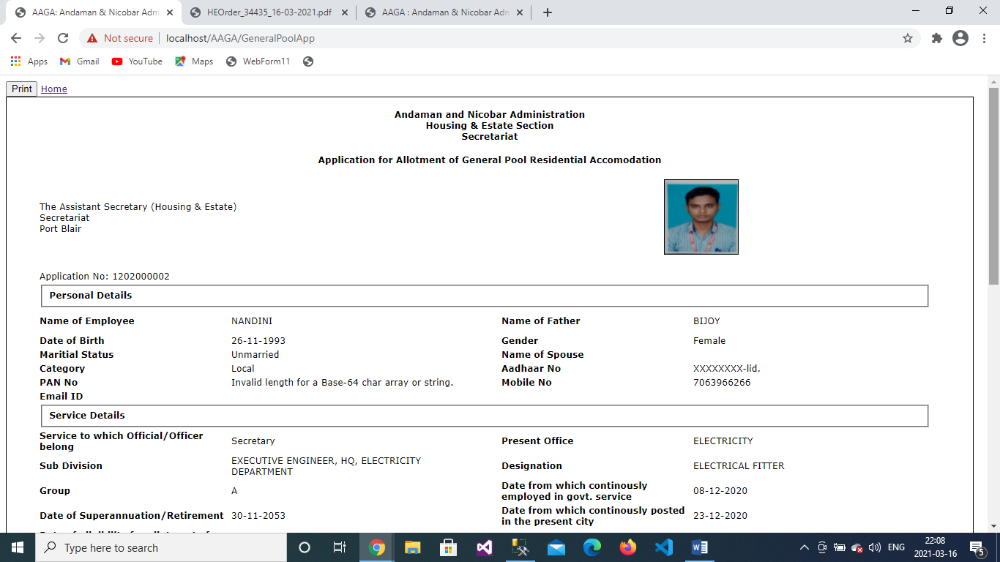 AAGA: Andaman & Nicobar Adm
HEOrder_34435_16-03-2021.pdf
AAGA : Andaman & Nicobar Adm
Not secure
localhost/AAGA/GeneralPoolApp
Apps
Gmail
YouTube
Maps
WebForm11
Print Home
Andaman and Nicobar Administration
Housing & Estate Section
Secretariat
Application for Allotment of General Pool Residential Accomodation
The Assistant Secretary (Housing & Estate)
Secretariat
Port Blair
Application No: 1202000002
Personal Details
Name of Employee NANDINI Name of Father BIJOY
Date of Birth 26-11-1993 Gender Female
Maritial Status Unmarried Name of Spouse
Category Local Aadhaar No XXXXXXXX-lid.
PAN No Invalid length for a Base-64 char array or string. Mobile No 7063966266
Email ID
Service Details
Service to which Official/Officer
belong
Secretary
Present Office ELECTRICITY
Sub Division
EXECUTIVE ENGINEER, HQ, ELECTRICITY
DEPARTMENT
Designation ELECTRICAL FITTER
Group A
Date from which continously
employed in govt. service
08-12-2020
Date of Superannuation/Retirement 30-11-2053
Date from which continously posted
in the present city
23-12-2020
Type here to search
ENG
22:08
2021-03-16
5